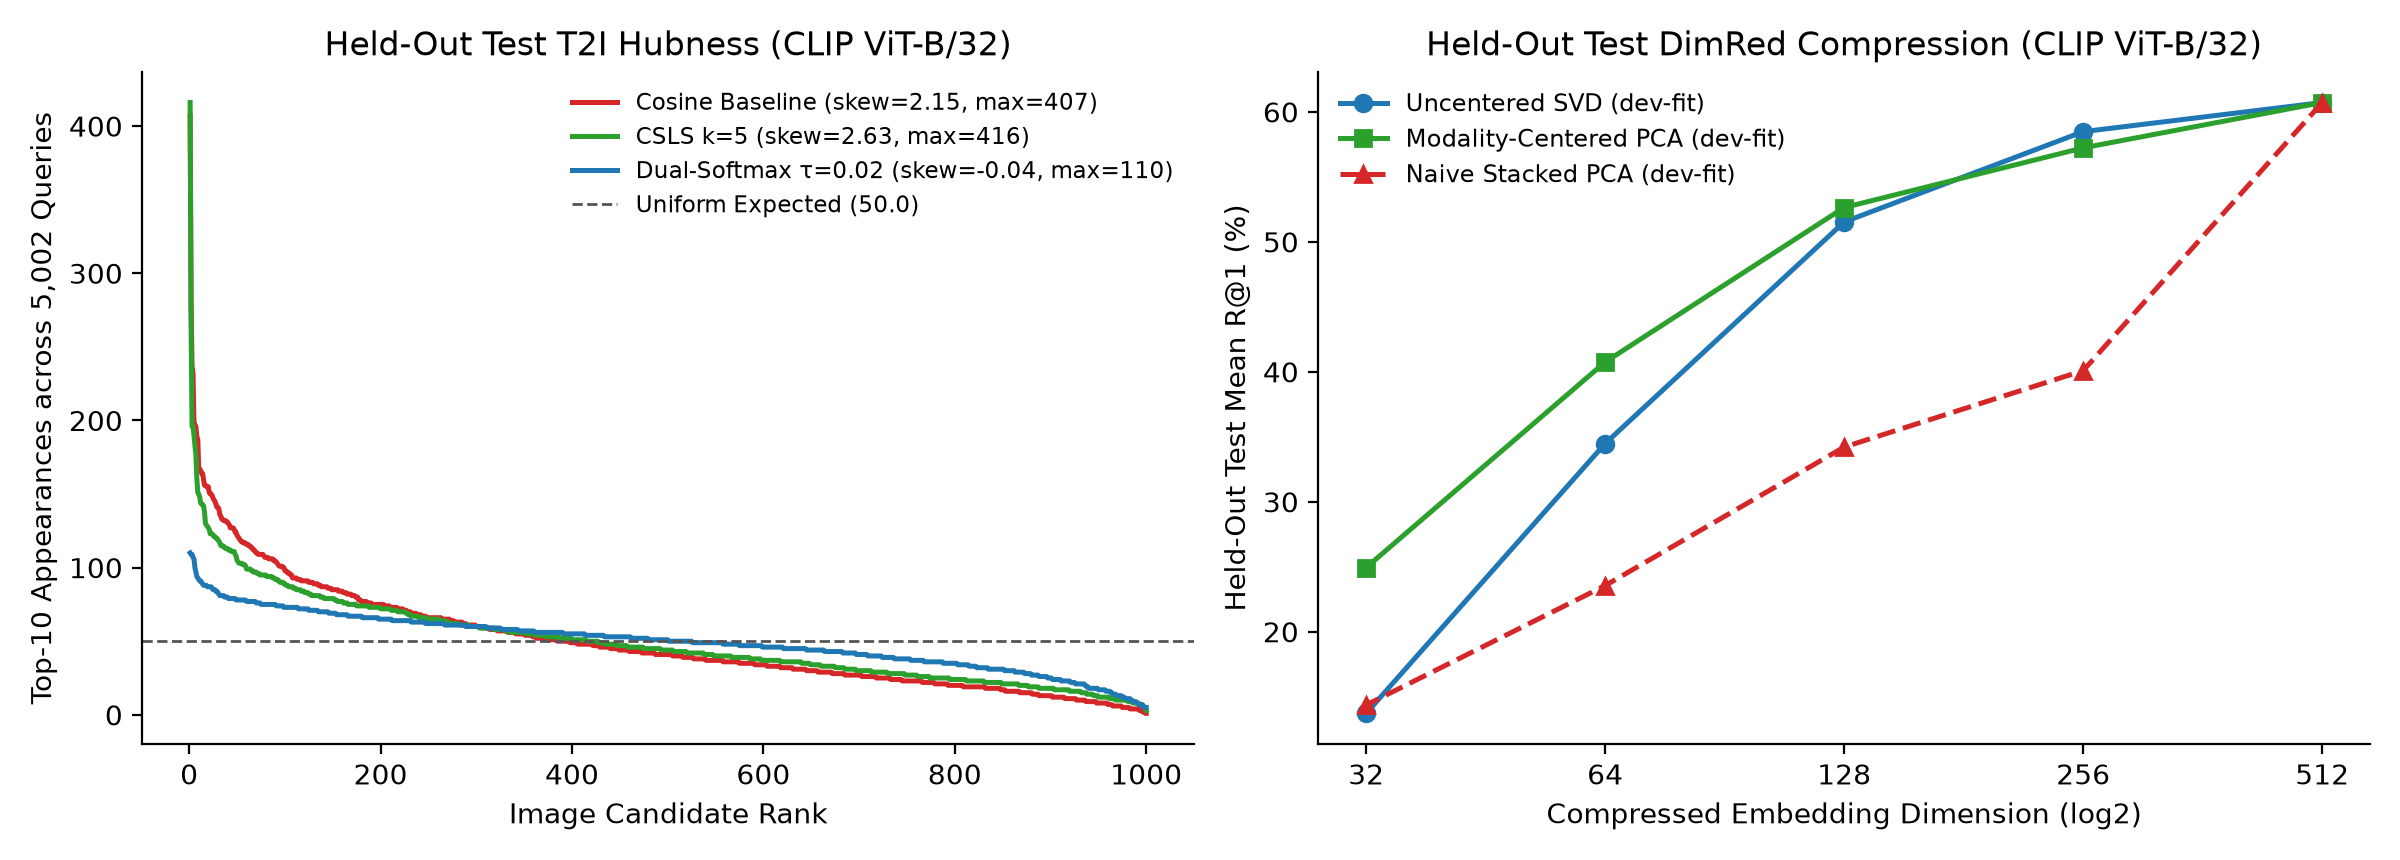 Held-Out Test T2I Hubness (CLIP ViT-B/32)
Top-10 Appearances across 5,002 Queries
400
300
200
100
0
Cosine Baseline (skew=2.15, max=407)
CSLS k=5 (skew=2.63, max=416)
Dual-Softmax τ=0.02 (skew=-0.04, max=110)
Uniform Expected (50.0)
0 200 400 600 800 1000
Image Candidate Rank
Held-Out Test DimRed Compression (CLIP ViT-B/32)
Held-Out Test Mean R@1 (%)
60
50
40
30
20
Uncentered SVD (dev-fit)
Modality-Centered PCA (dev-fit)
Naive Stacked PCA (dev-fit)
32 64 128 256 512
Compressed Embedding Dimension (log2)